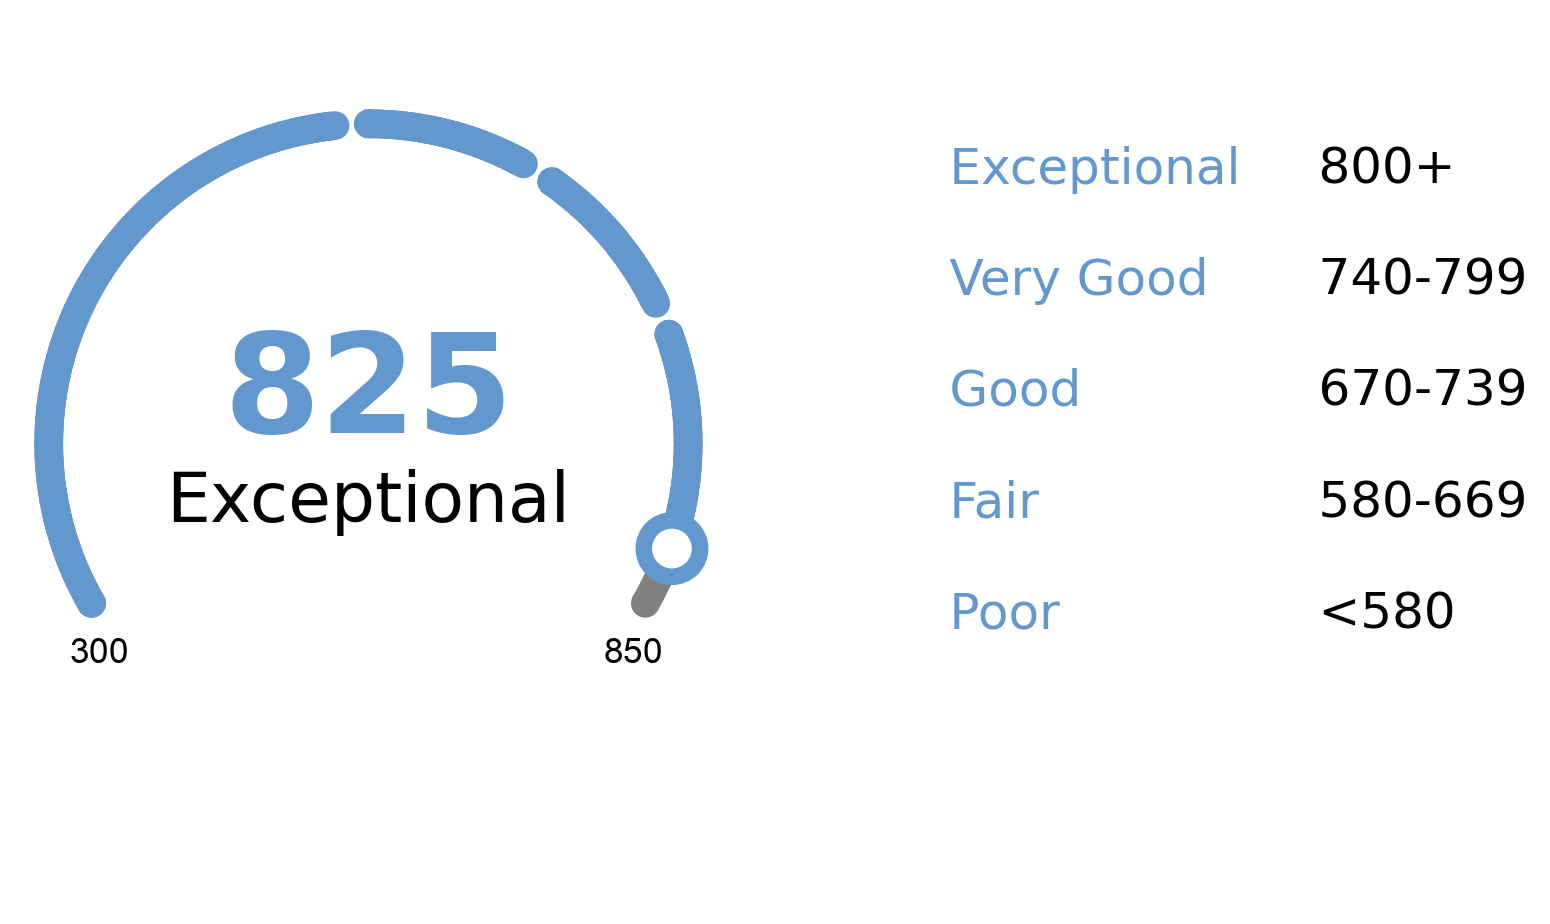 825
Exceptional
300
850
Exceptional 800+
Very Good 740-799
Good 670-739
Fair 580-669
Poor <580